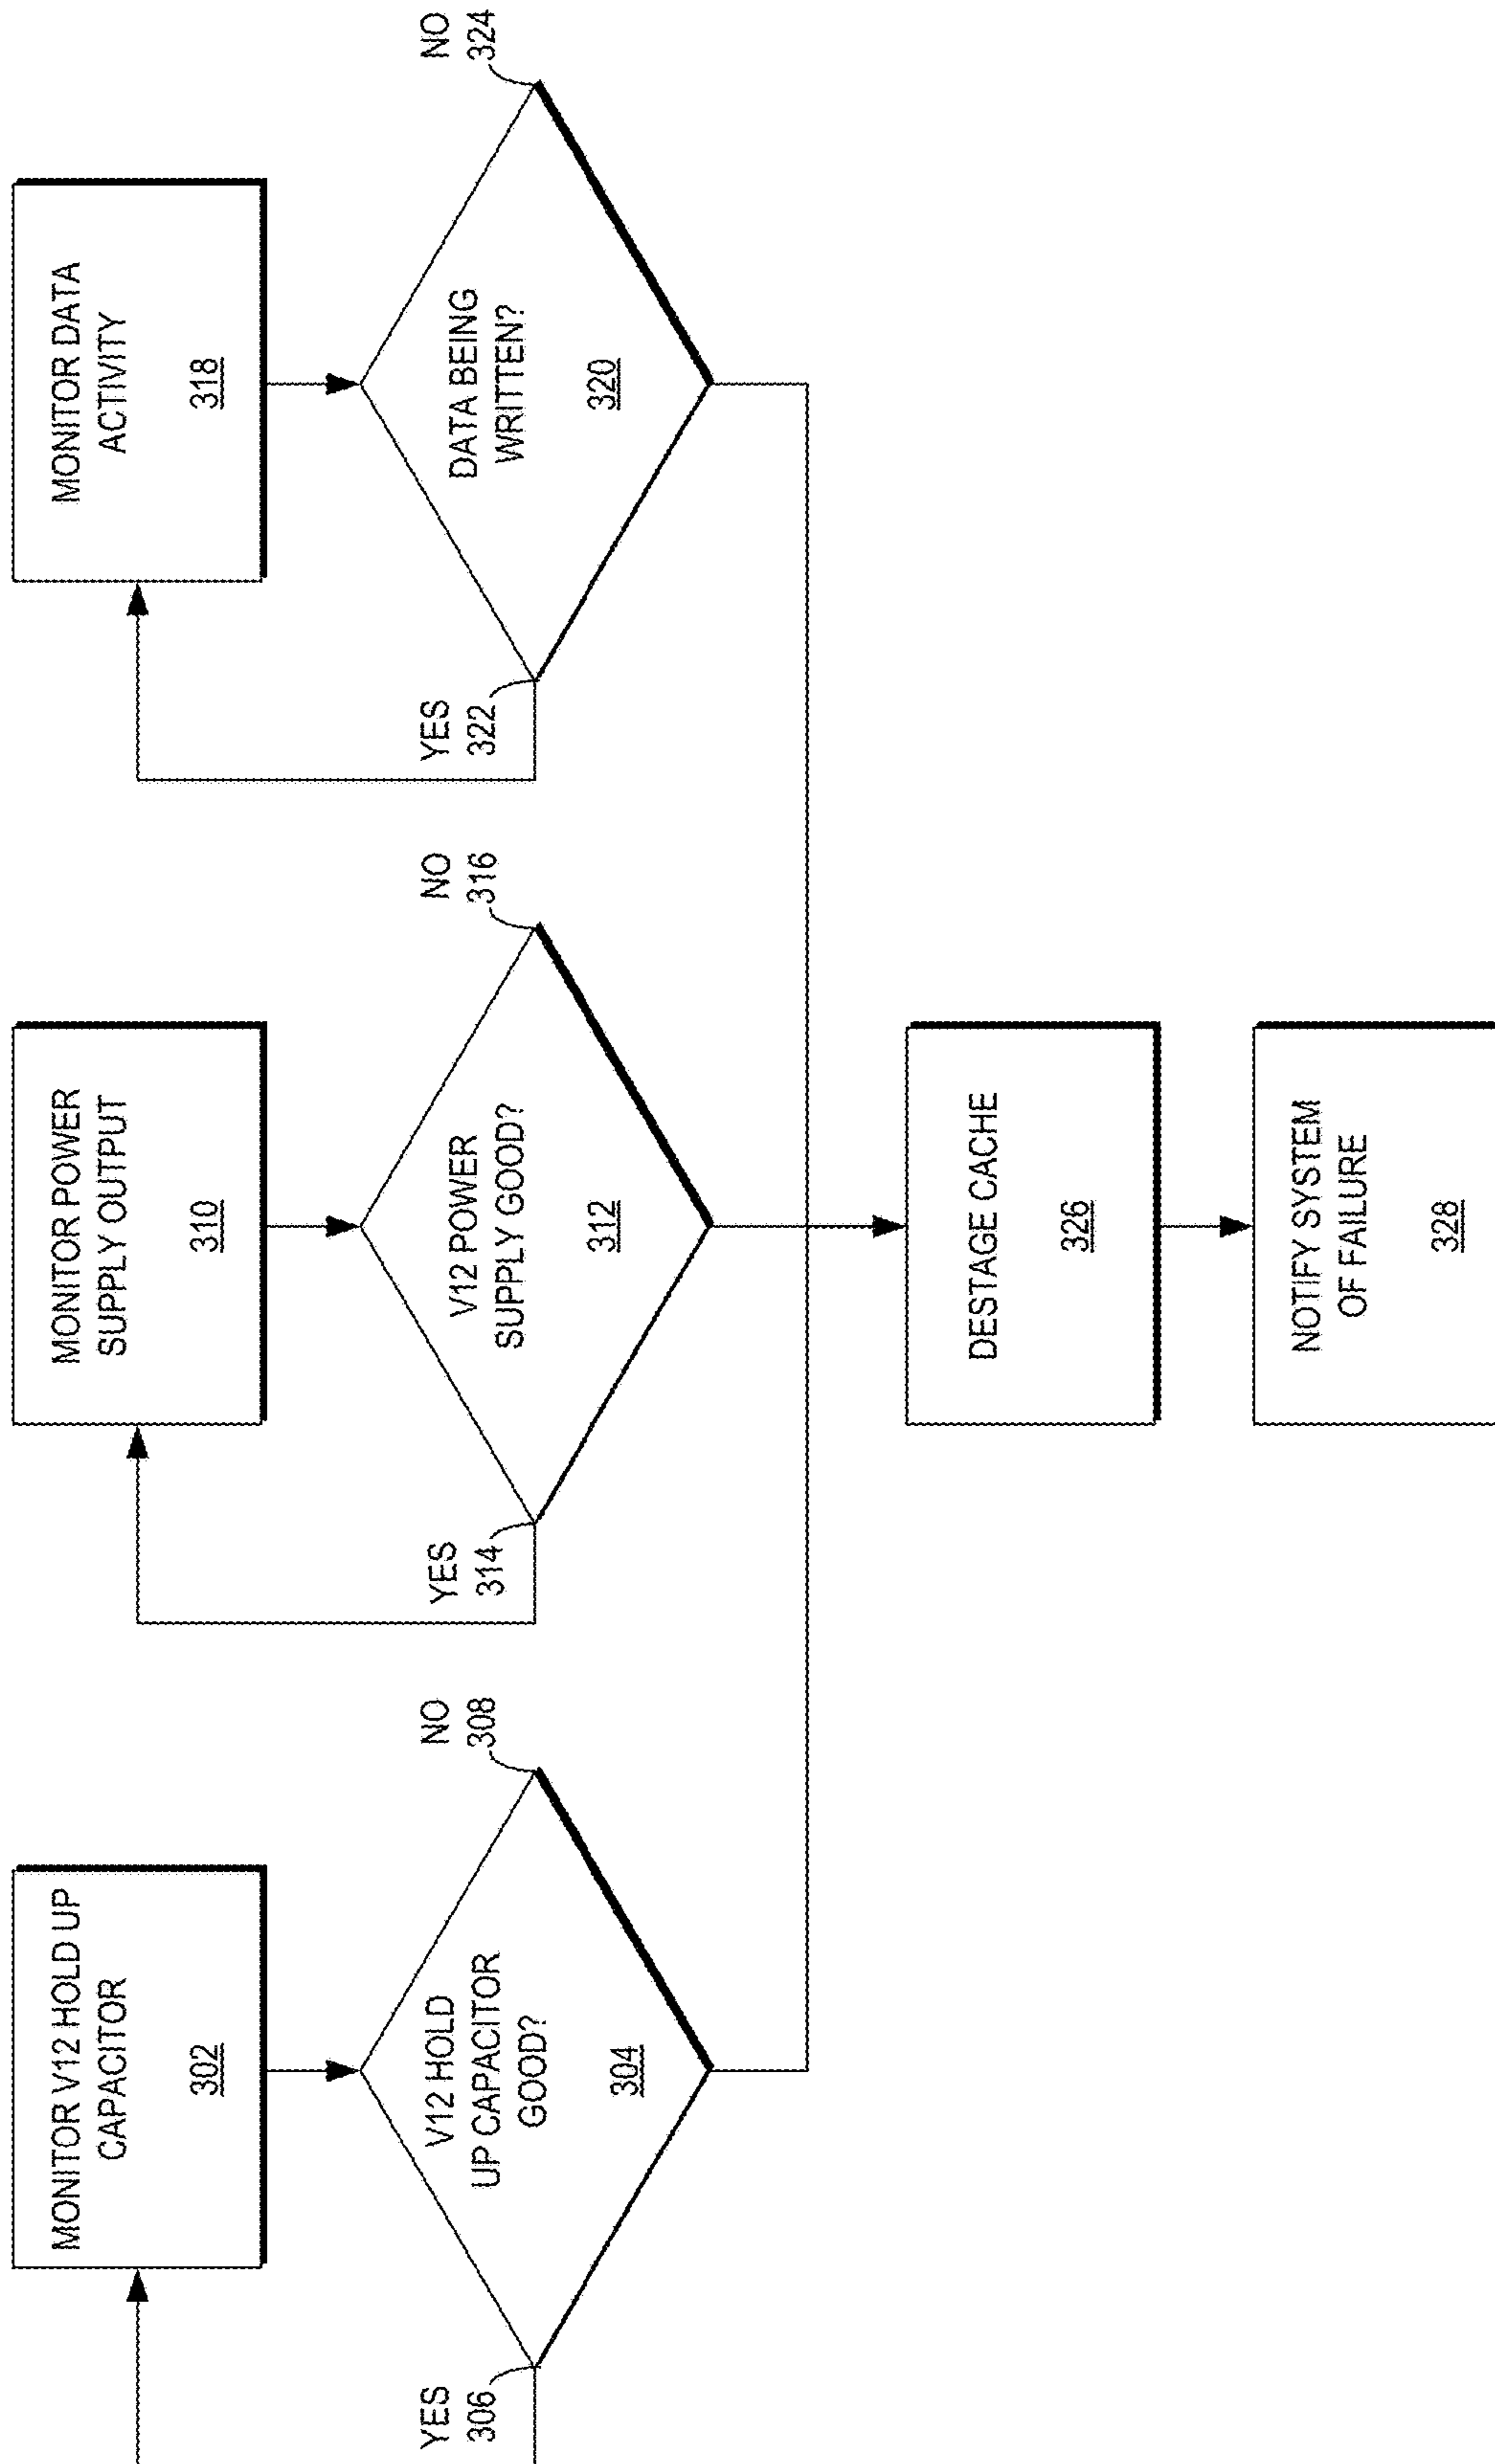 MONITOR V12 HOLD UP
CAPACITOR
302
YES
306
V12 HOLD
UP CAPACITOR
GOOD?
304
NO
308
MONITOR POWER
SUPPLY OUTPUT
310
YES
314
V12 POWER
SUPPLY GOOD?
312
NO
316
MONITOR DATA
ACTIVITY
318
YES
322
DATA BEING
WRITTEN?
320
NO
324
DESTAGE CACHE
326
NOTIFY SYSTEM
OF FAILURE
328